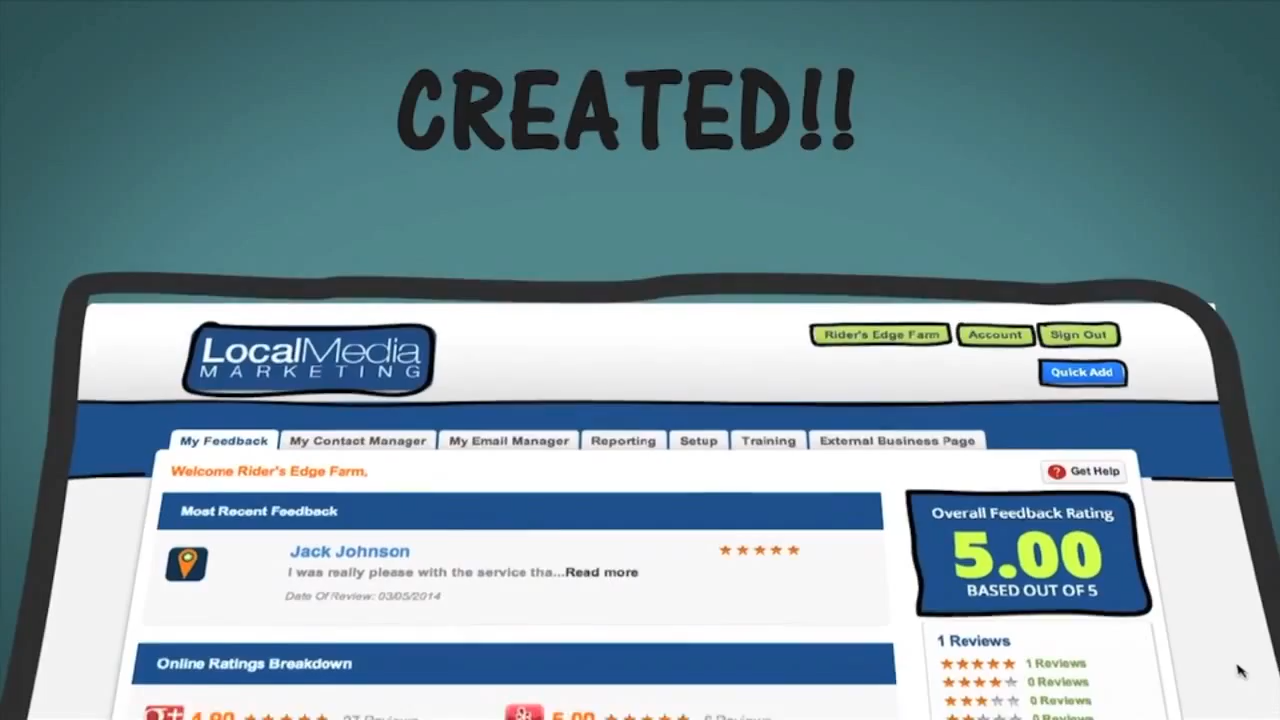 CREATED!!
LocalMedia
MARKETING
Rider's Edge Farm Account Sign Out
Quick Add
My Feedback My Contact Manager My Email Manager Reporting Setup Training External Business Page
Welcome Rider's Edge Farm.
? Get Help
Most Recent Feedback
Jack Johnson
I was really please with the service tha...Read more
Date Of Review: 03/05/2014
Overall Feedback Rating
5.00
BASED OUT OF 5
1 Reviews
1 Reviews
0 Reviews
0 Reviews
Online Ratings Breakdown
5.00